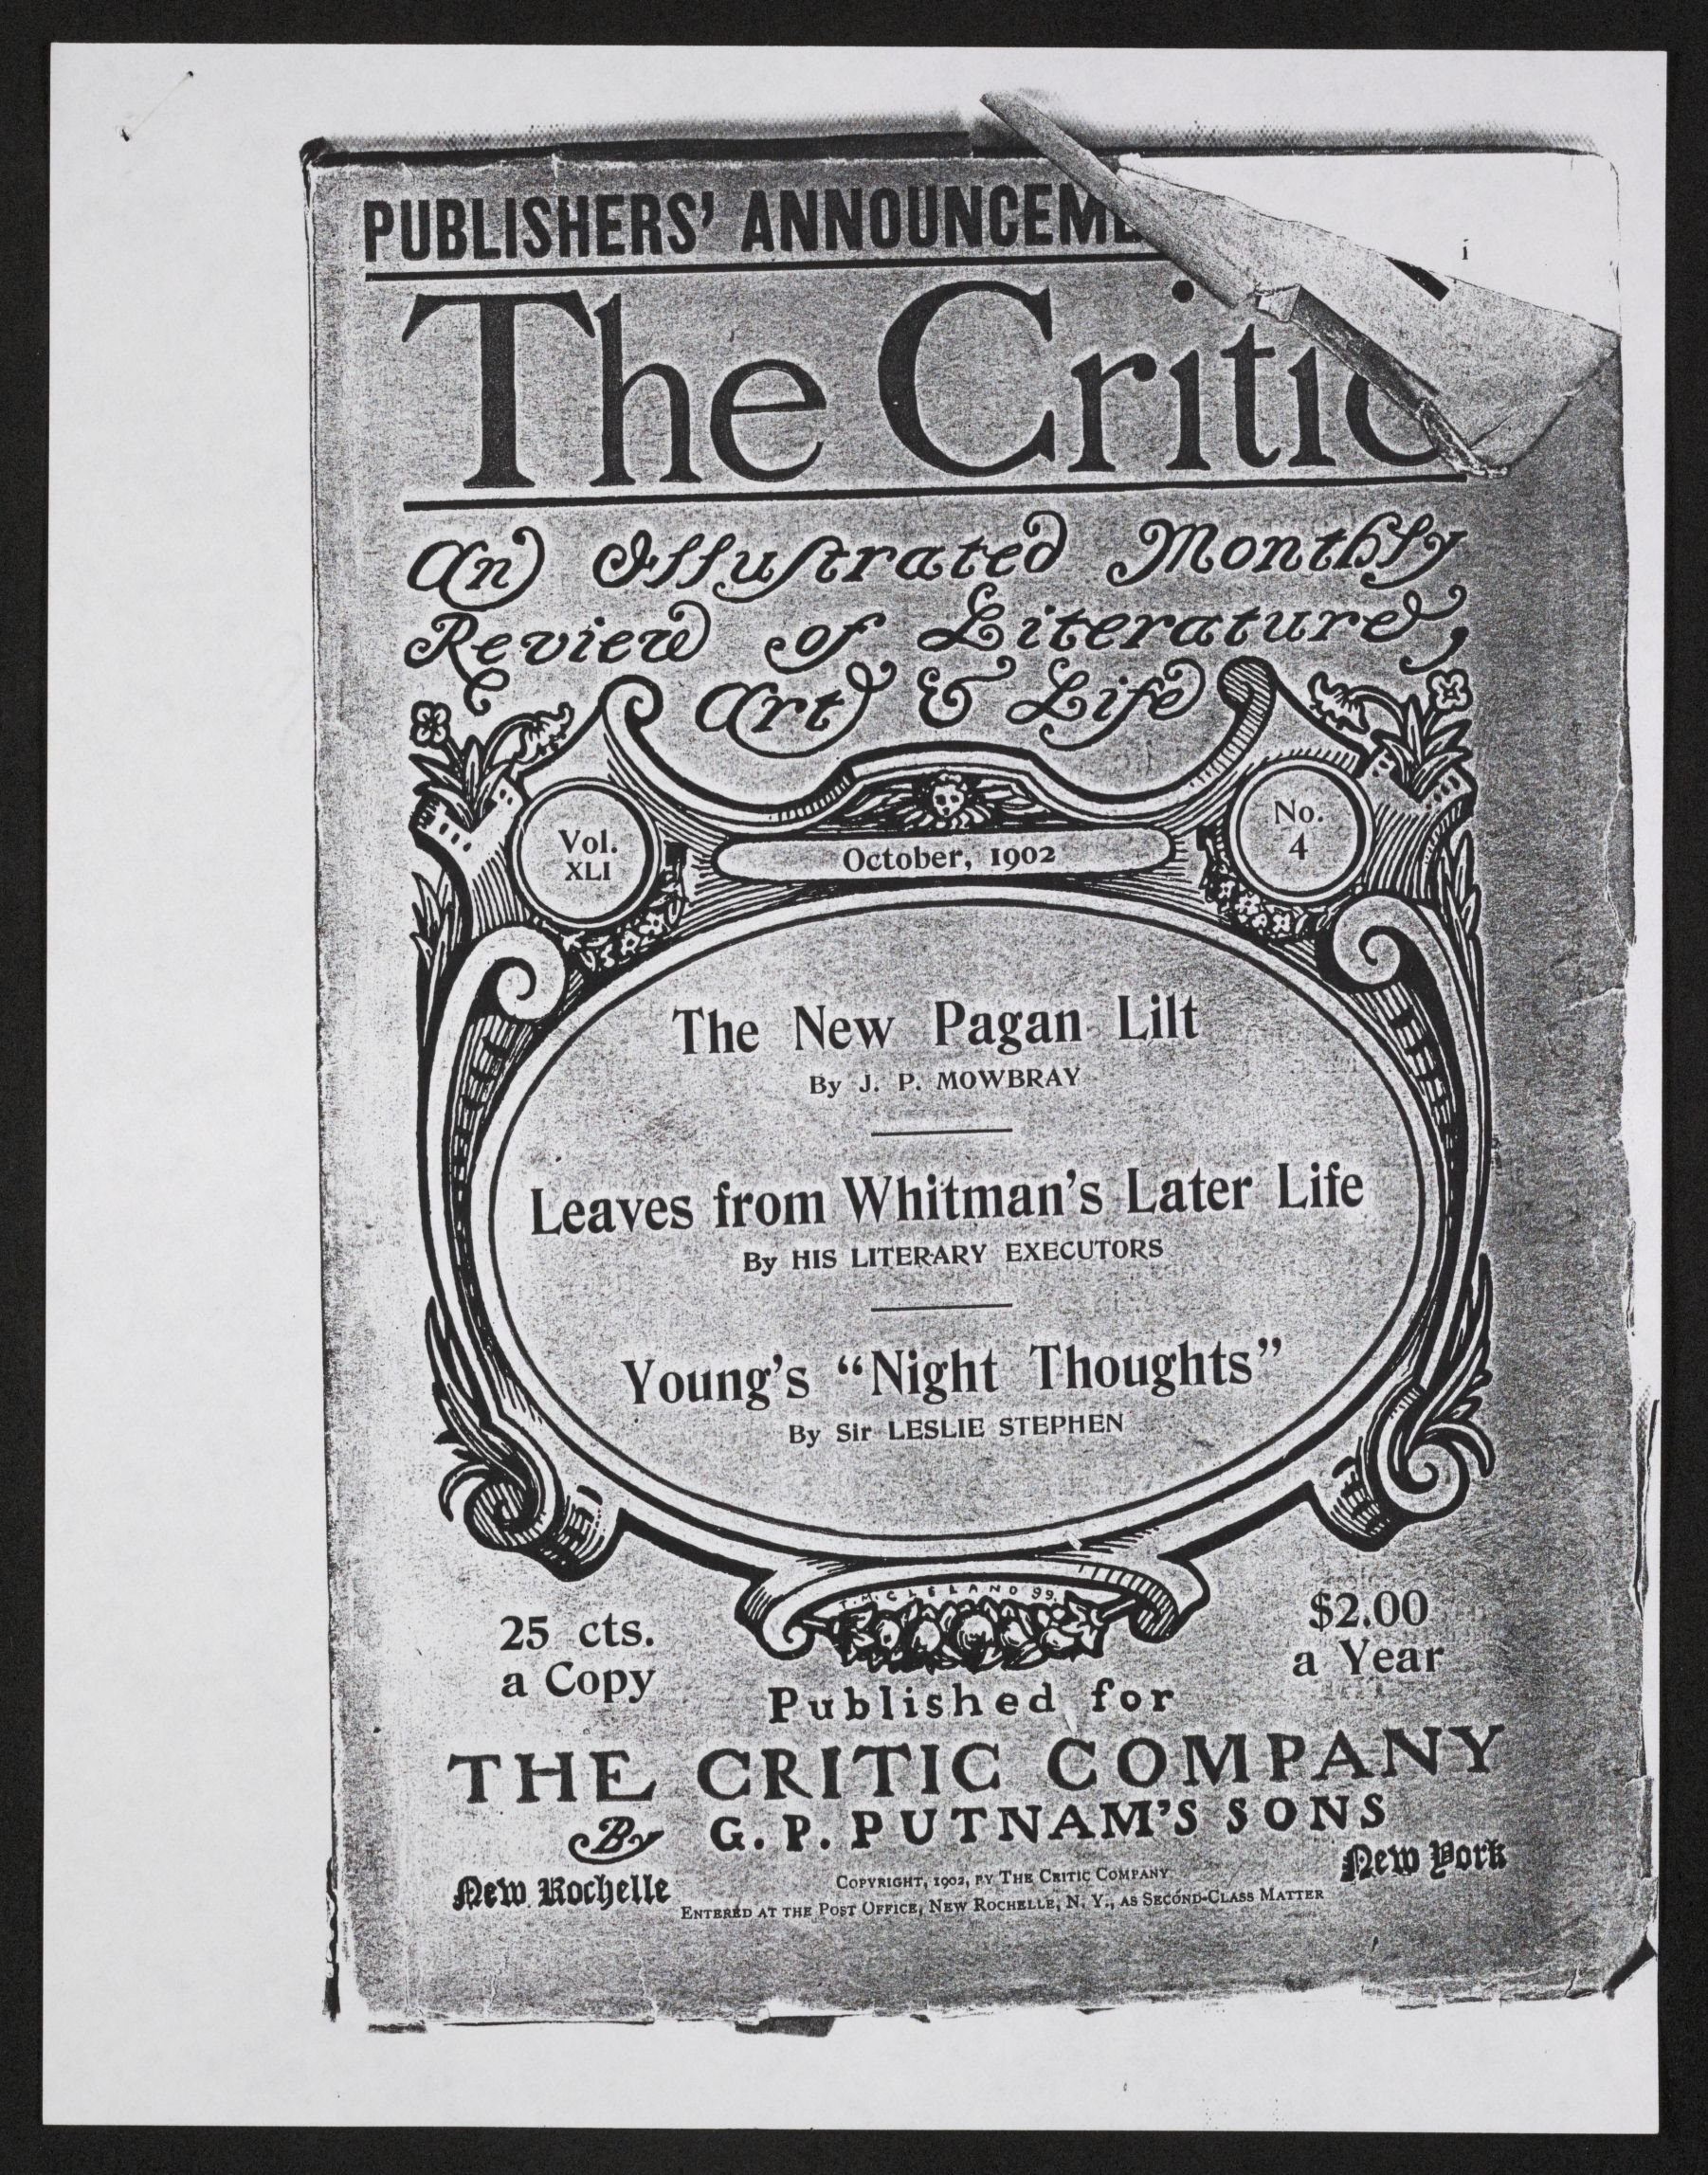 PUBLISHERS' ANNOUNCEME
i
The Critic
An Illustrated Monthly
Review of Literature,
Art & Life
Vol.
XLI
October, 1902
No.
4
The New Pagan Lilt
By J. P. MOWBRAY
Leaves from Whitman's Later Life
By HIS LITERARY EXECUTORS
Young's “Night Thoughts”
By Sir LESLIE STEPHEN
T. M. CLELAND 99.
25 cts.
a Copy
$2.00
a Year
Published for
THE CRITIC COMPANY
By G. P. PUTNAM'S SONS
New Rochelle
New York
COPYRIGHT, 1902, BY THE CRITIC COMPANY
ENTERED AT THE POST OFFICE, NEW ROCHELLE, N. Y., AS SECOND-CLASS MATTER